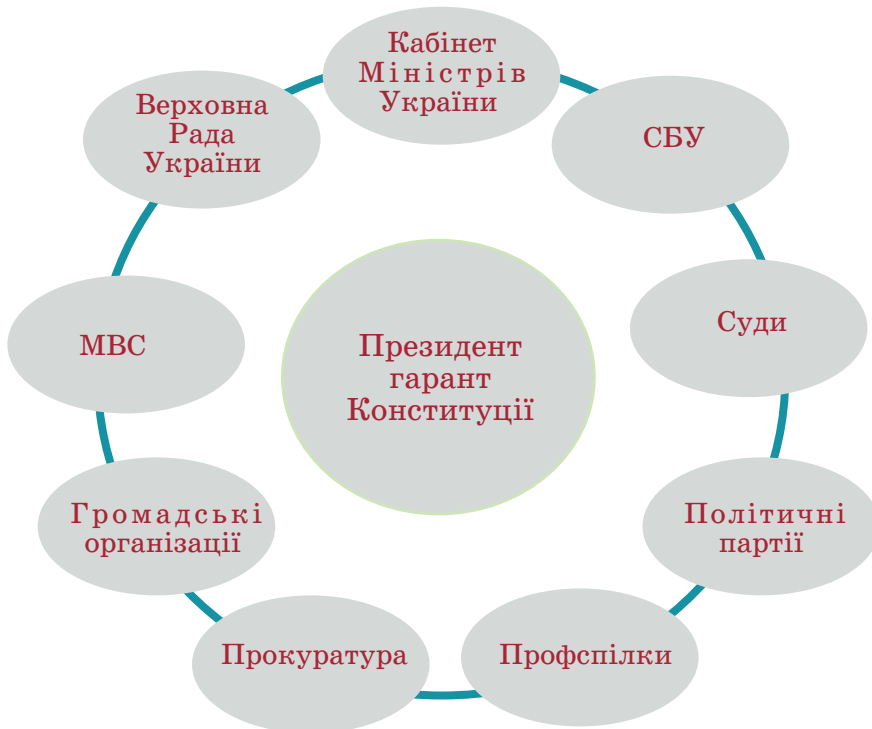 Кабінет
Міністрів
України
Верховна
Рада
України
СБУ
Суди
МВС
Президент
гарант
Конституції
Громадські
організації
Політичні
партії
Прокуратура
Профспілки